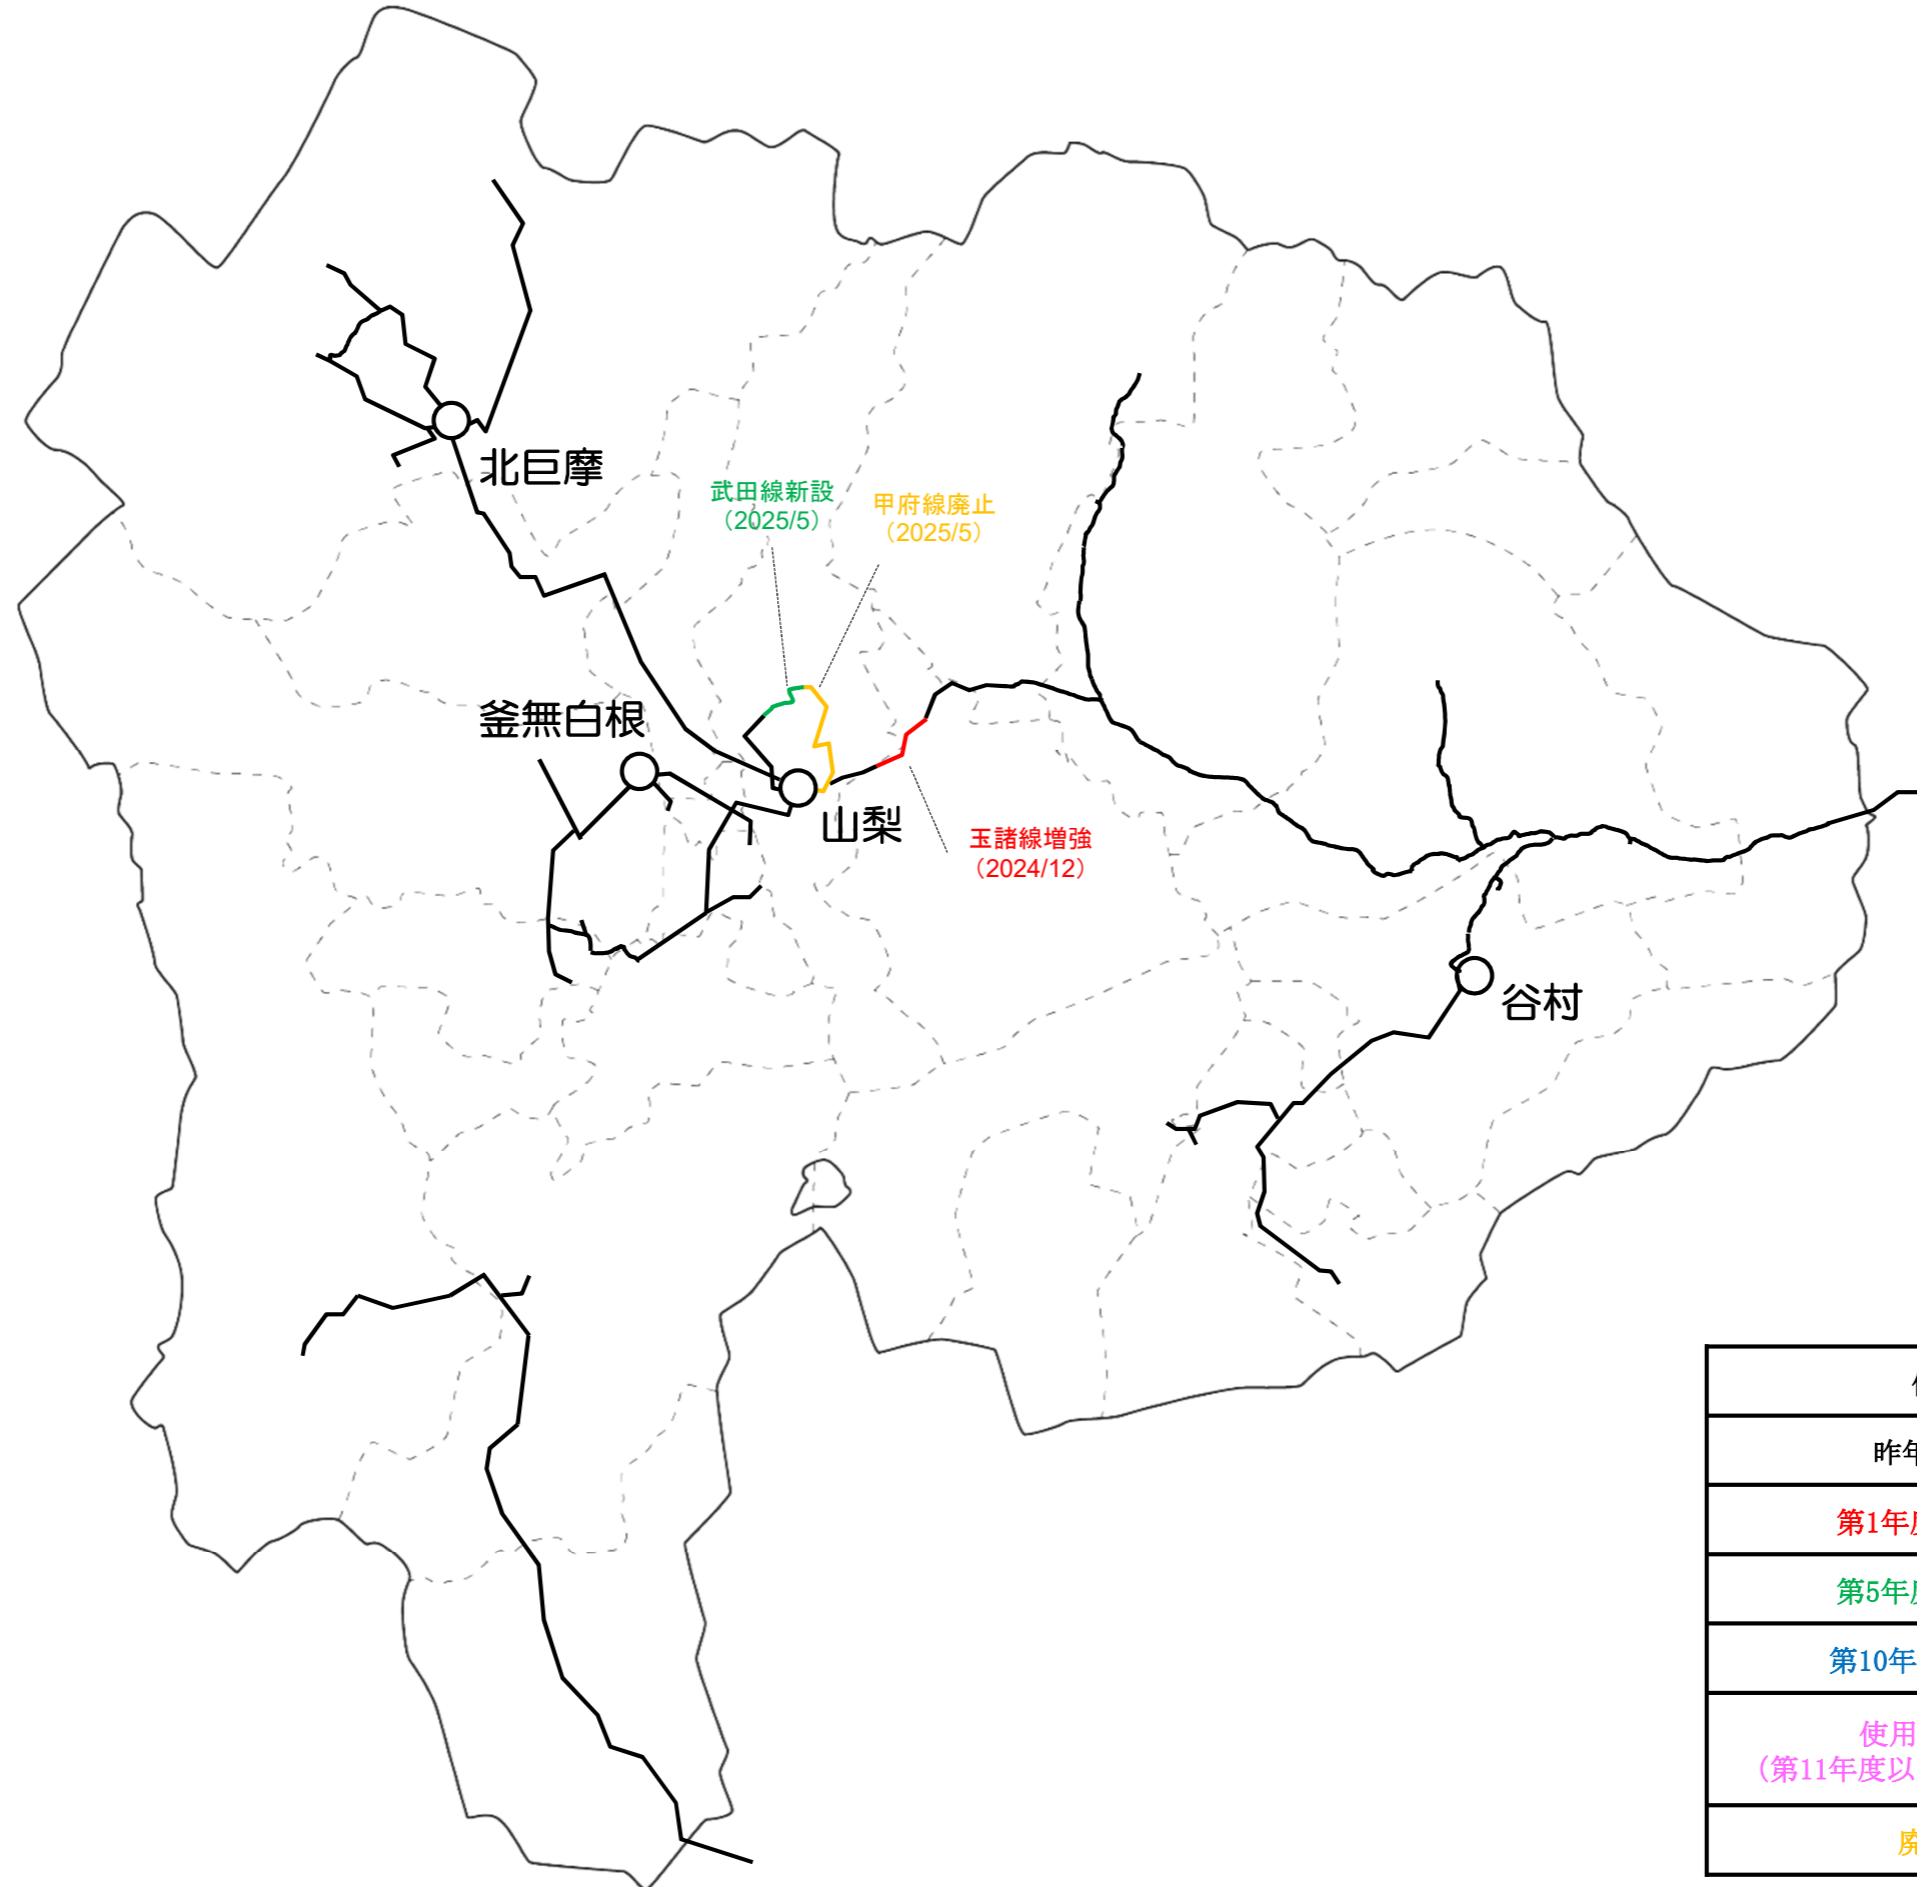 北巨摩
武田線新設
（2025/5）
甲府線廃止
（2025/5）
釜無白根
山梨
玉諸線増強
（2024/12）
谷村
昨年
第1年度
第5年度
第10年
使用
（第11年度以
廃